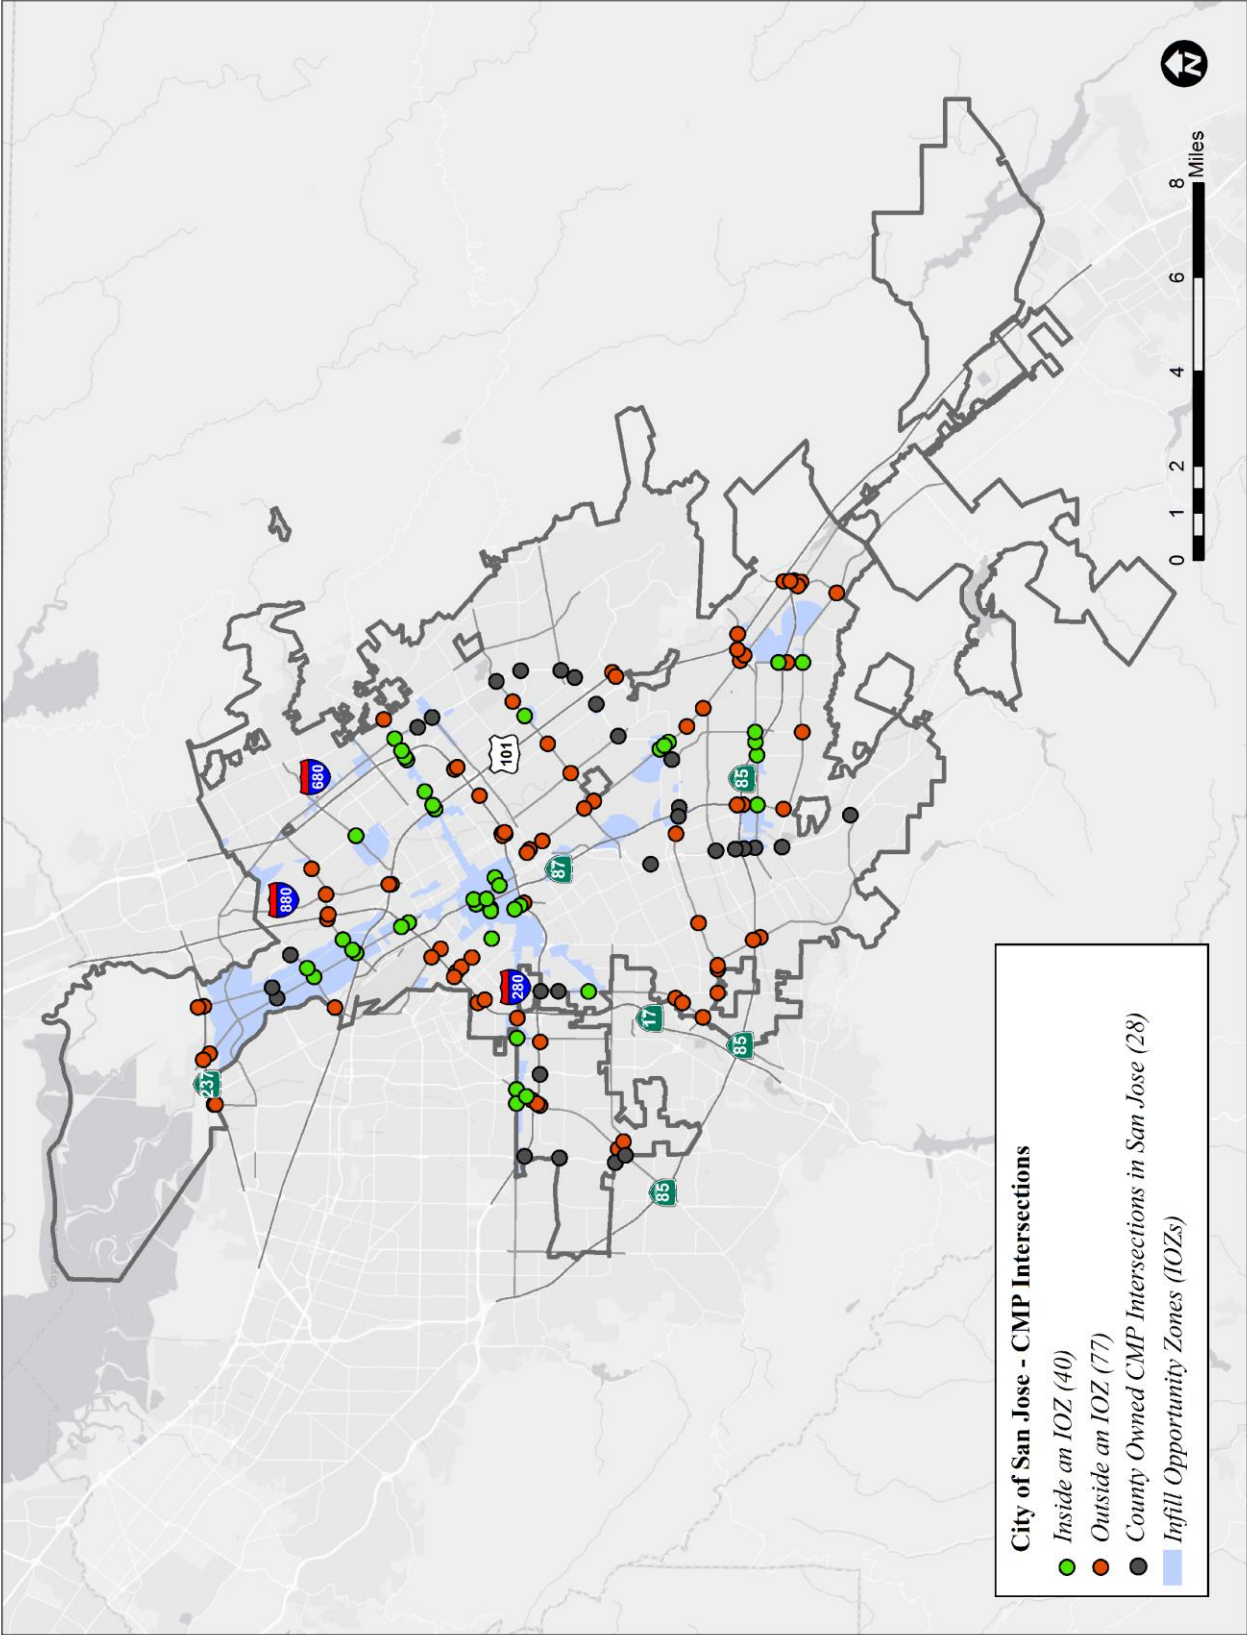 680
880
101
237
280
87
85
17
85
85
N
0 1 2 4 6 8
Miles
City of San Jose - CMP Intersections
Inside an IOZ (40)
Outside an IOZ (77)
County Owned CMP Intersections in San Jose (28)
Infill Opportunity Zones (IOZs)